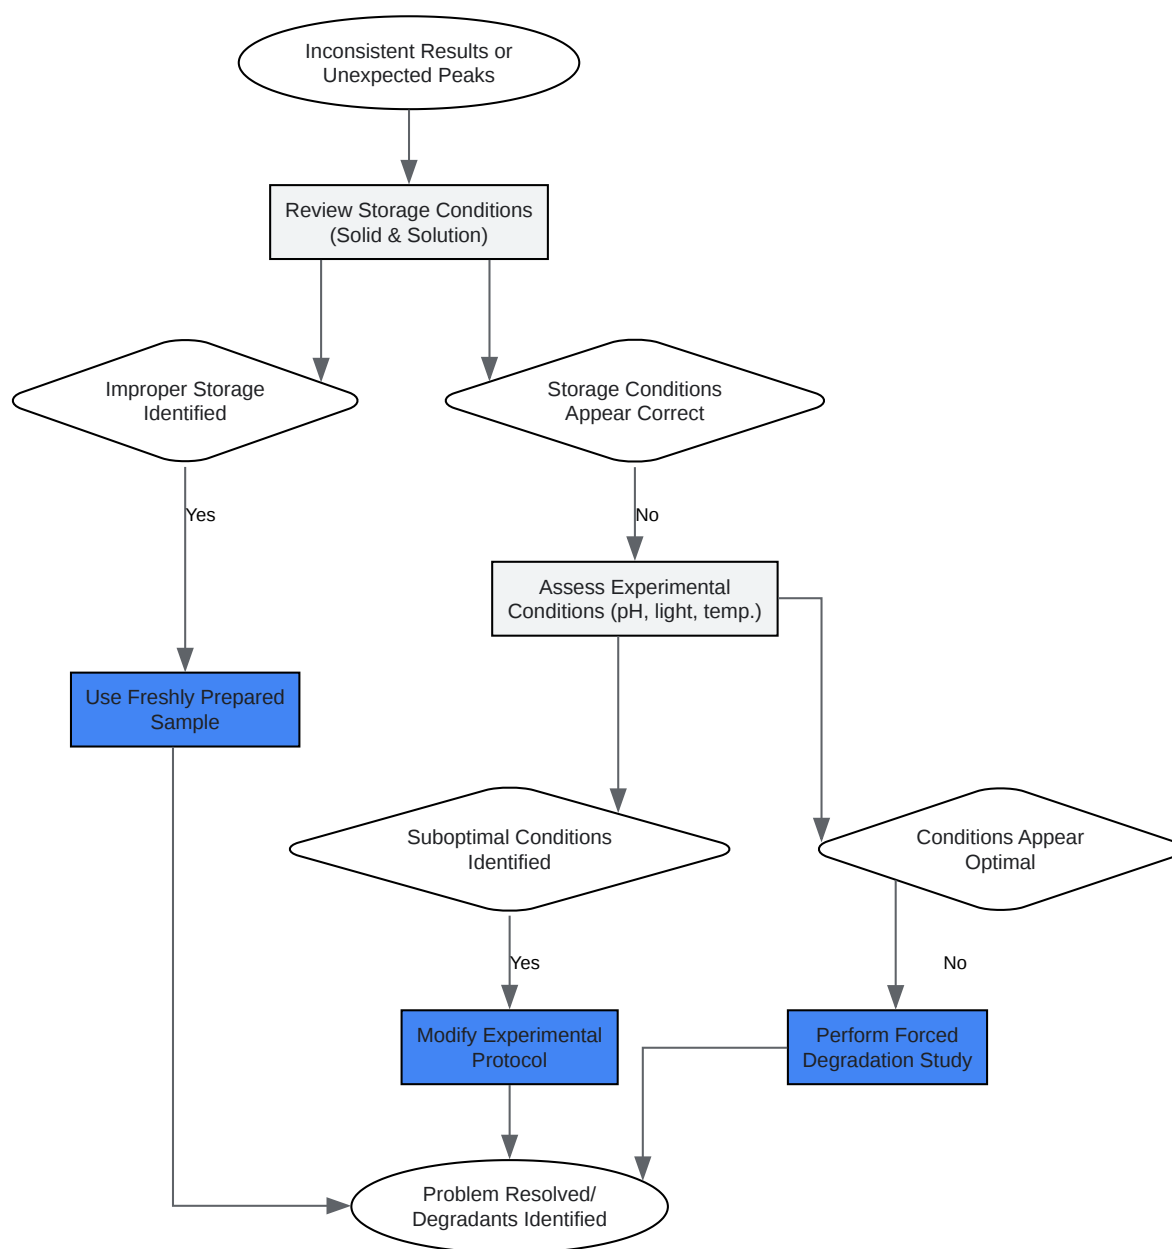 Inconsistent Results or
Unexpected Peaks
Review Storage Conditions
(Solid & Solution)
Improper Storage
Identified
Storage Conditions
Appear Correct
Yes
No
Assess Experimental
Conditions (pH, light, temp.)
Use Freshly Prepared
Sample
Suboptimal Conditions
Identified
Conditions Appear
Optimal
Yes
No
Modify Experimental
Protocol
Perform Forced
Degradation Study
Problem Resolved/
Degradants Identified